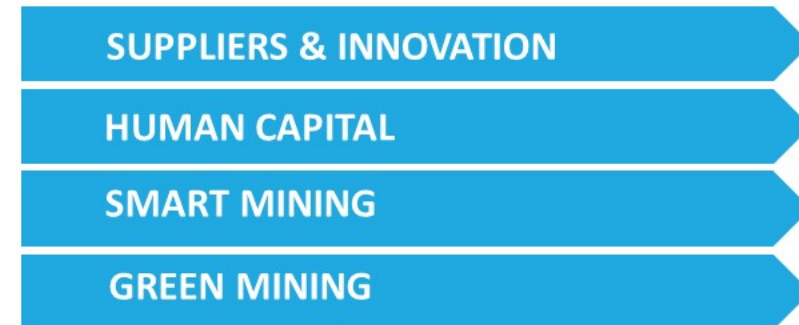 SUPPLIERS & INNOVATION
HUMAN CAPITAL
SMART MINING
GREEN MINING